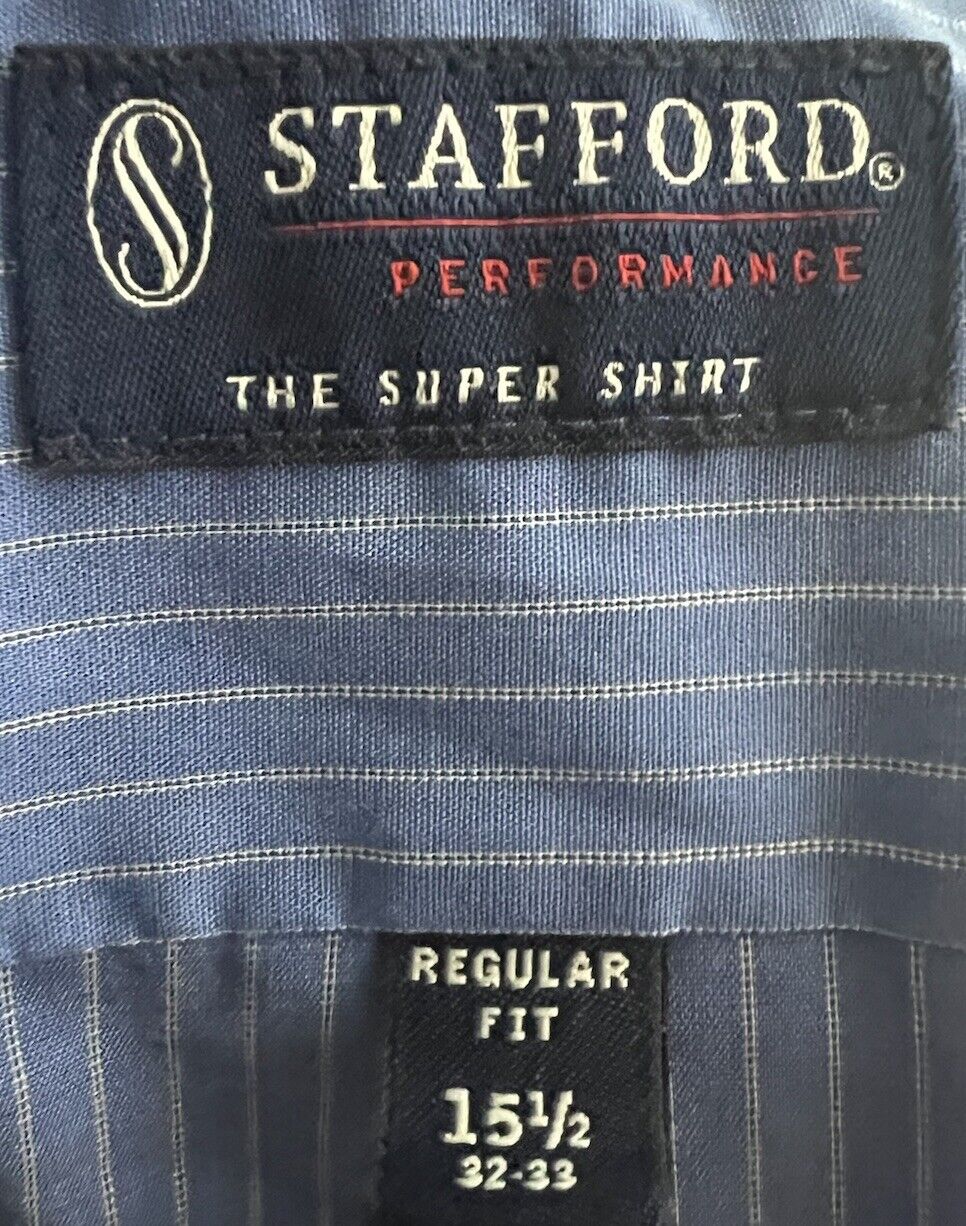 S STAFFORD®
PERFORMANCE
THE SUPER SHIRT
REGULAR
FIT
15½
32-33